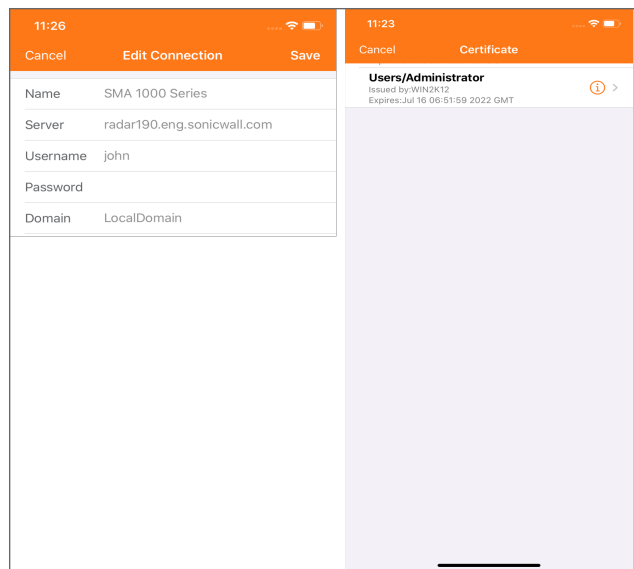 11:26
Cancel Edit Connection Save
Name SMA 1000 Series
Server radar190.eng.sonicwall.com
Username john
Password
Domain LocalDomain
11:23
Cancel Certificate
Users/Administrator
Issued by:WIN2K12
Expires:Jul 16 06:51:59 2022 GMT